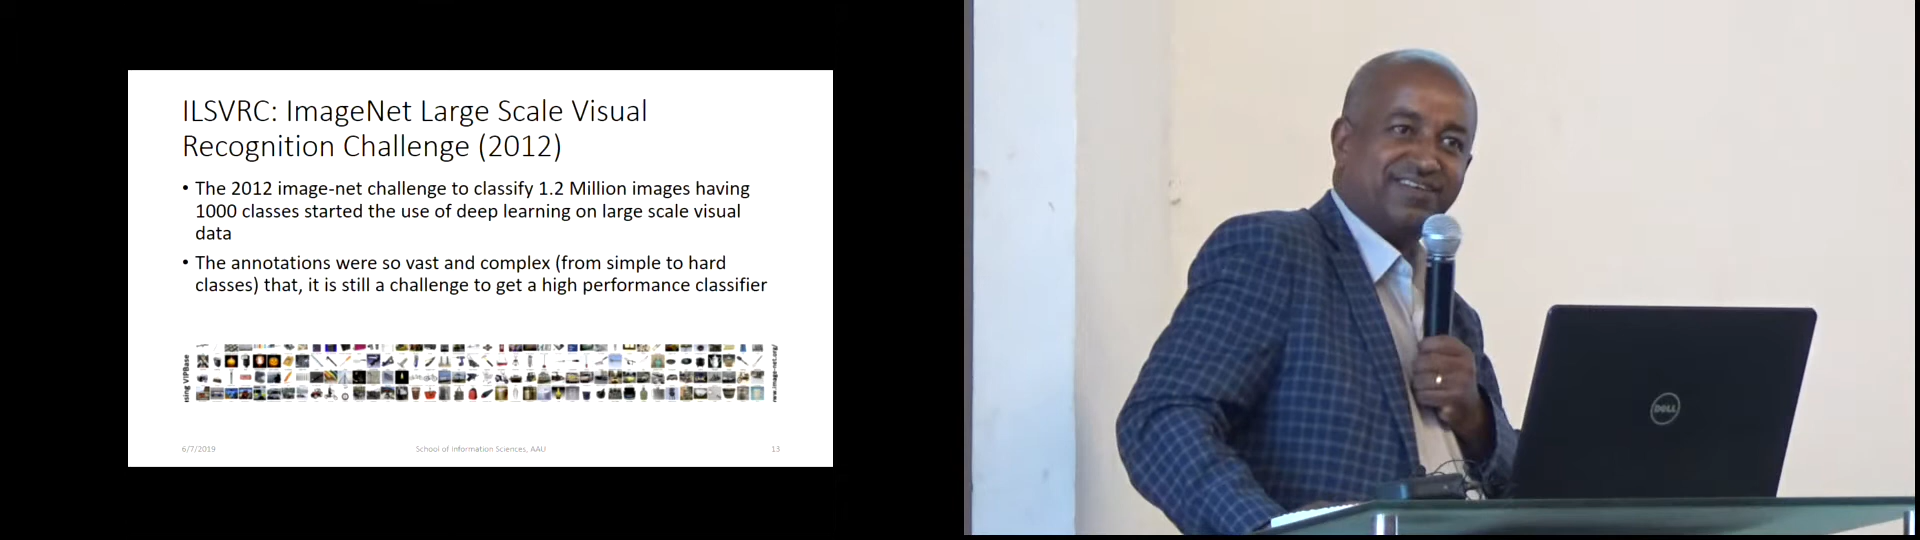 ILSVRC: ImageNet Large Scale Visual
Recognition Challenge (2012)
• The 2012 image-net challenge to classify 1.2 Million images having
1000 classes started the use of deep learning on large scale visual
data
• The annotations were so vast and complex (from simple to hard
classes) that, it is still a challenge to get a high performance classifier
using VIPBase
6/7/2019
School of Information Sciences, AAU
13
DELL